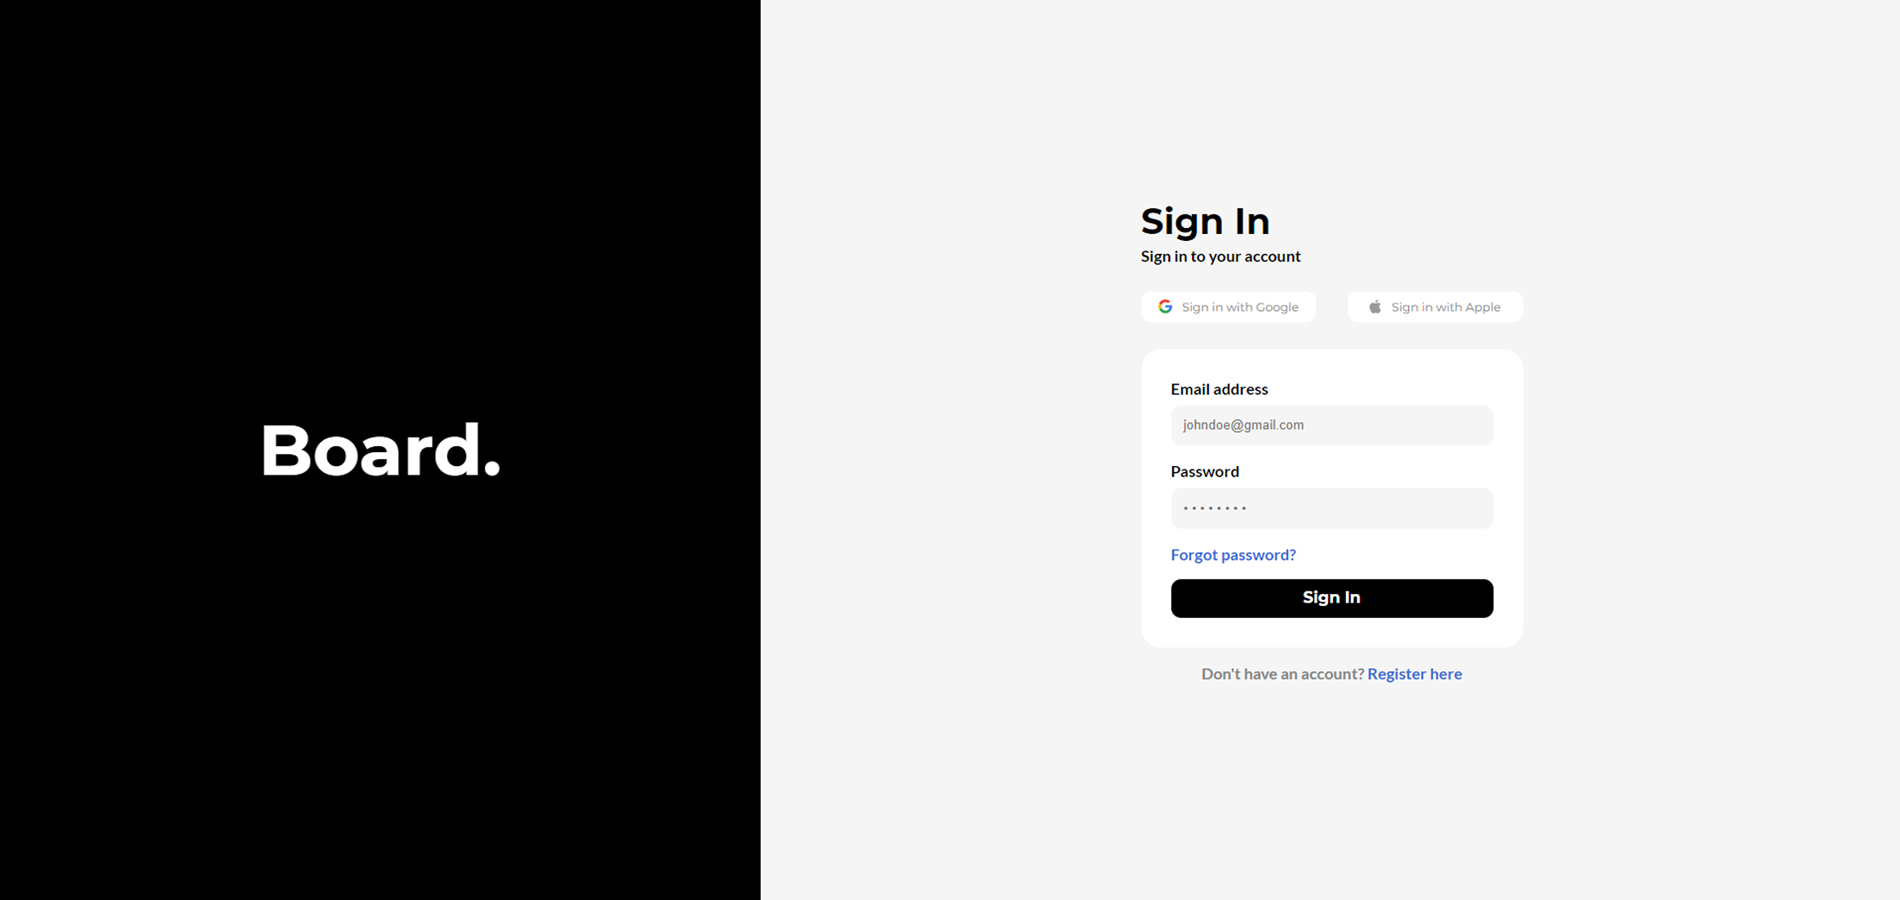 Board.
Sign In
Sign in to your account
Sign in with Google
Sign in with Apple
Email address
johndoe@gmail.com
Password
••••••••
Forgot password?
Sign In
Don't have an account? Register here